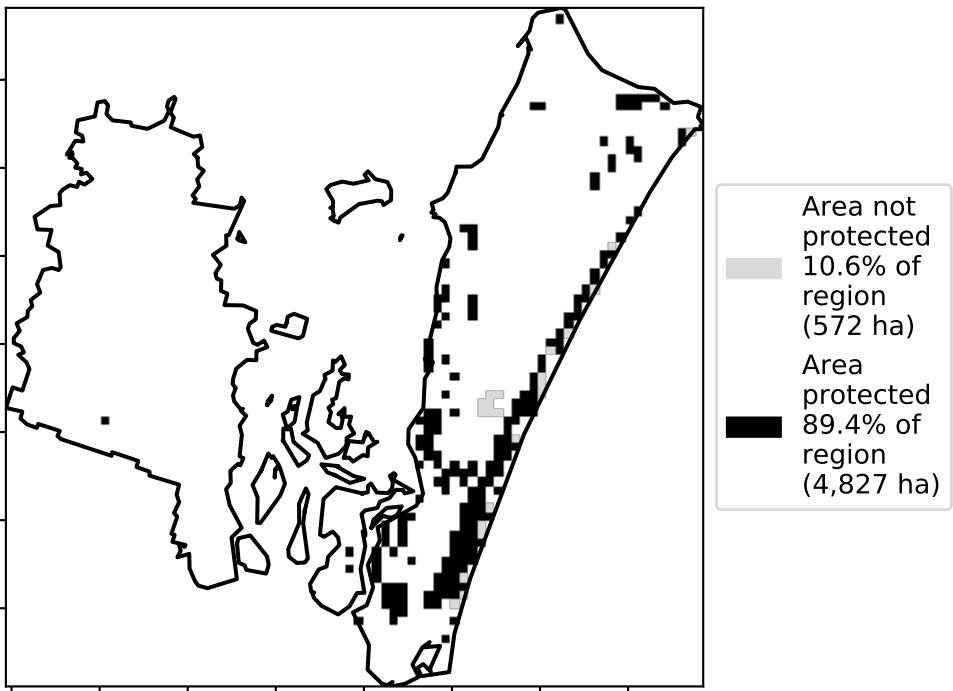 Area not
protected
10.6% of
region
(572 ha)
Area
protected
89.4% of
region
(4,827 ha)